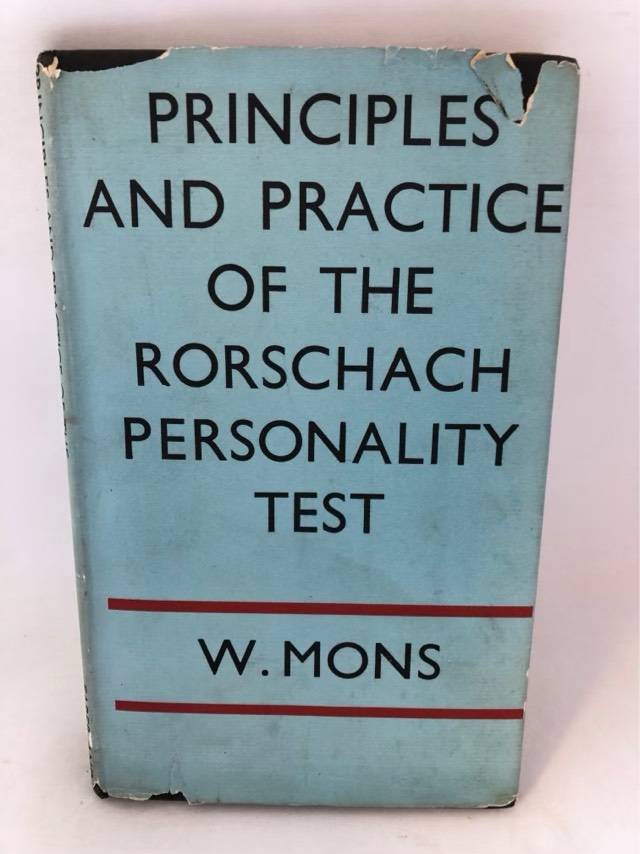 PRINCIPLES
AND PRACTICE
OF THE
RORSCHACH
PERSONALITY
TEST
W. MONS